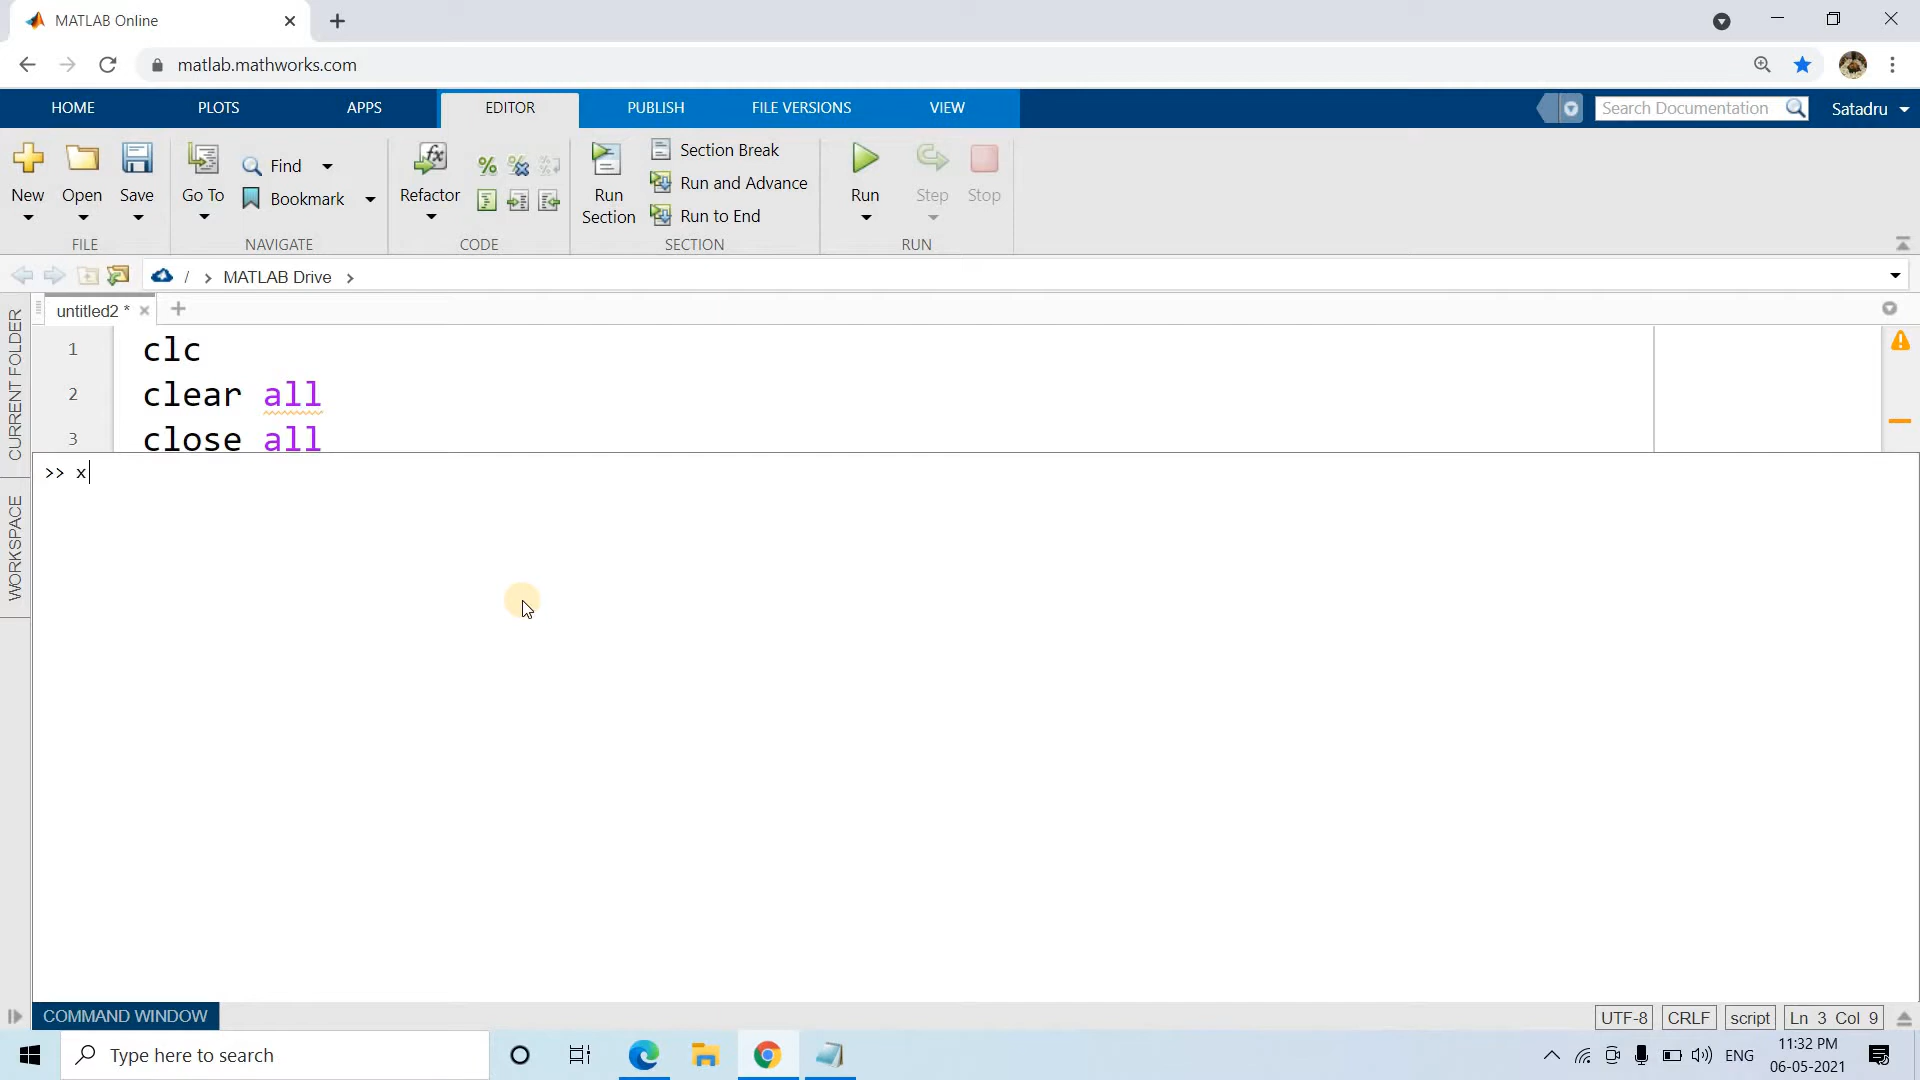 MATLAB Online
matlab.mathworks.com
HOME PLOTS APPS EDITOR PUBLISH FILE VERSIONS VIEW Search Documentation Satadru
New Open Save Go To Find Bookmark Refactor Run Section Section Break Run and Advance Run to End Run Step Stop
FILE NAVIGATE CODE SECTION RUN
/ › MATLAB Drive ›
untitled2 *
CURRENT FOLDER
WORKSPACE
1 clc
2 clear all
3 close all
>> x
COMMAND WINDOW UTF-8 CRLF script Ln 3 Col 9
Type here to search ENG 11:32 PM
06-05-2021